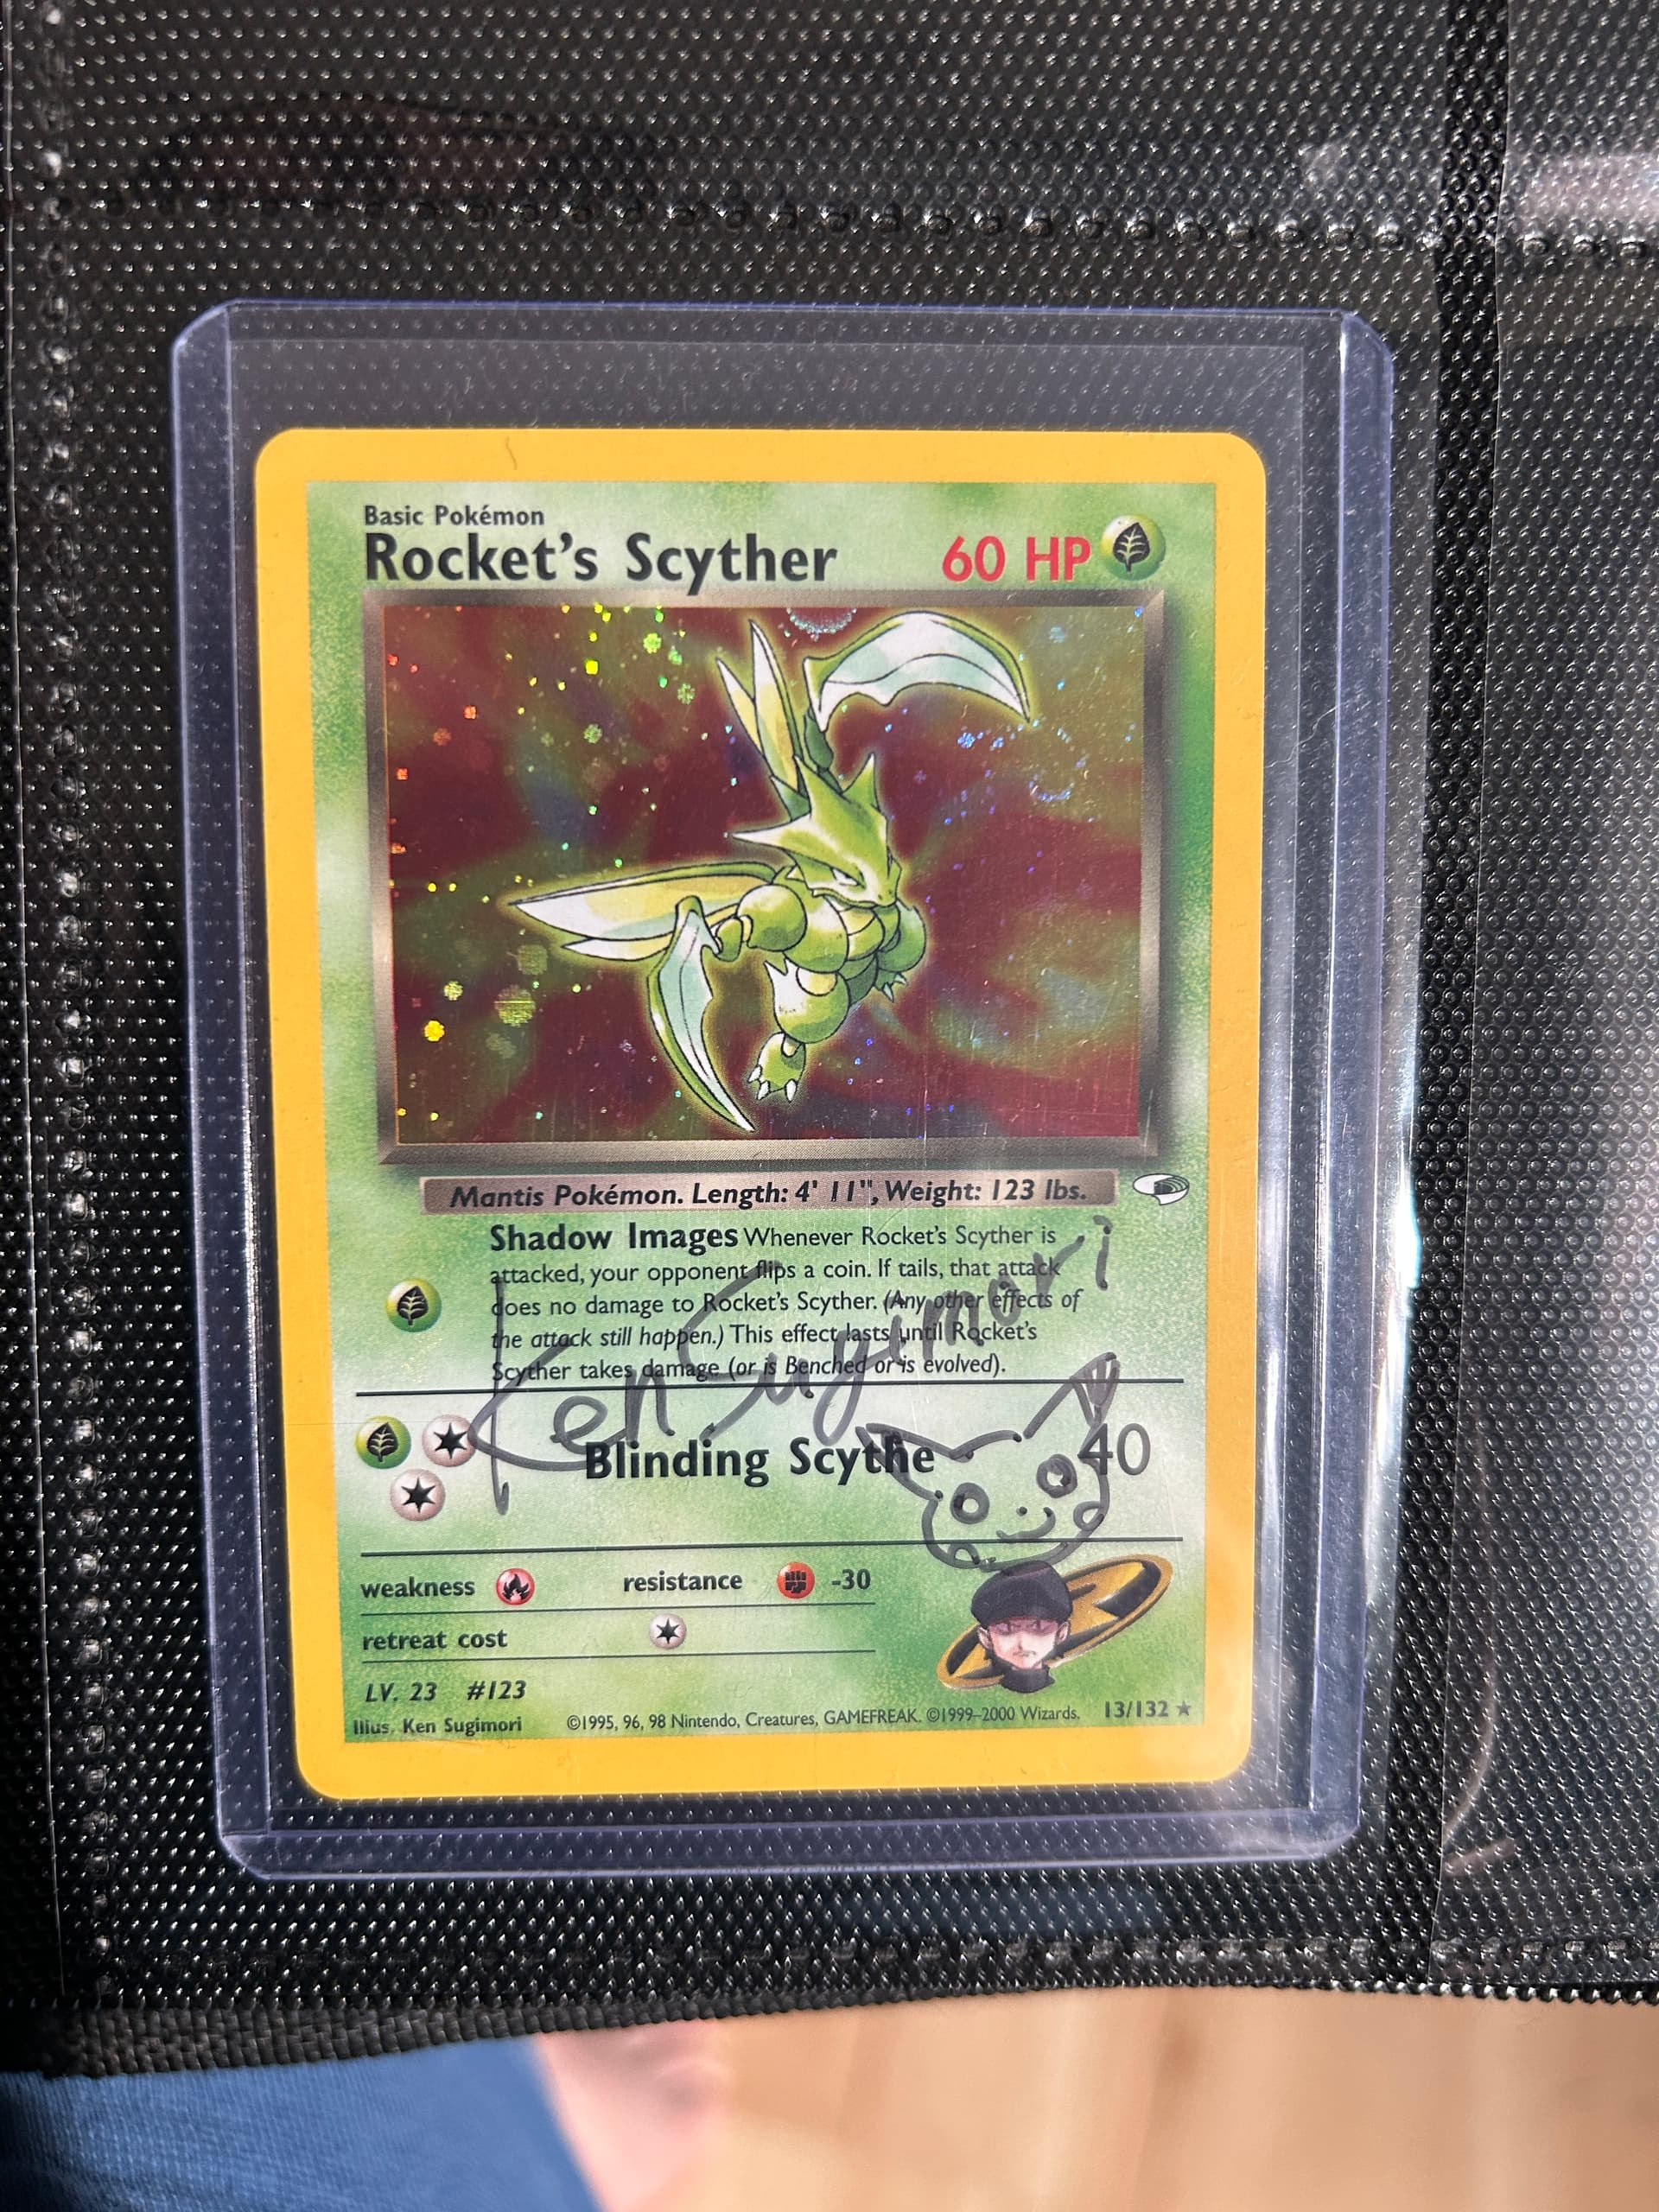 Basic Pokémon
Rocket's Scyther 60 HP
Mantis Pokémon. Length: 4' 11", Weight: 123 lbs.
Shadow Images Whenever Rocket's Scyther is
attacked, your opponent flips a coin. If tails, that attack
does no damage to Rocket's Scyther. (Any other effects of
the attack still happen.) This effect lasts until Rocket's
Scyther takes damage (or is Benched or is evolved).
Ken Sugimori
Blinding Scythe 40
weakness resistance -30
retreat cost
LV. 23 #123
Illus. Ken Sugimori ©1995, 96, 98 Nintendo, Creatures, GAMEFREAK. ©1999–2000 Wizards. 13/132 ★